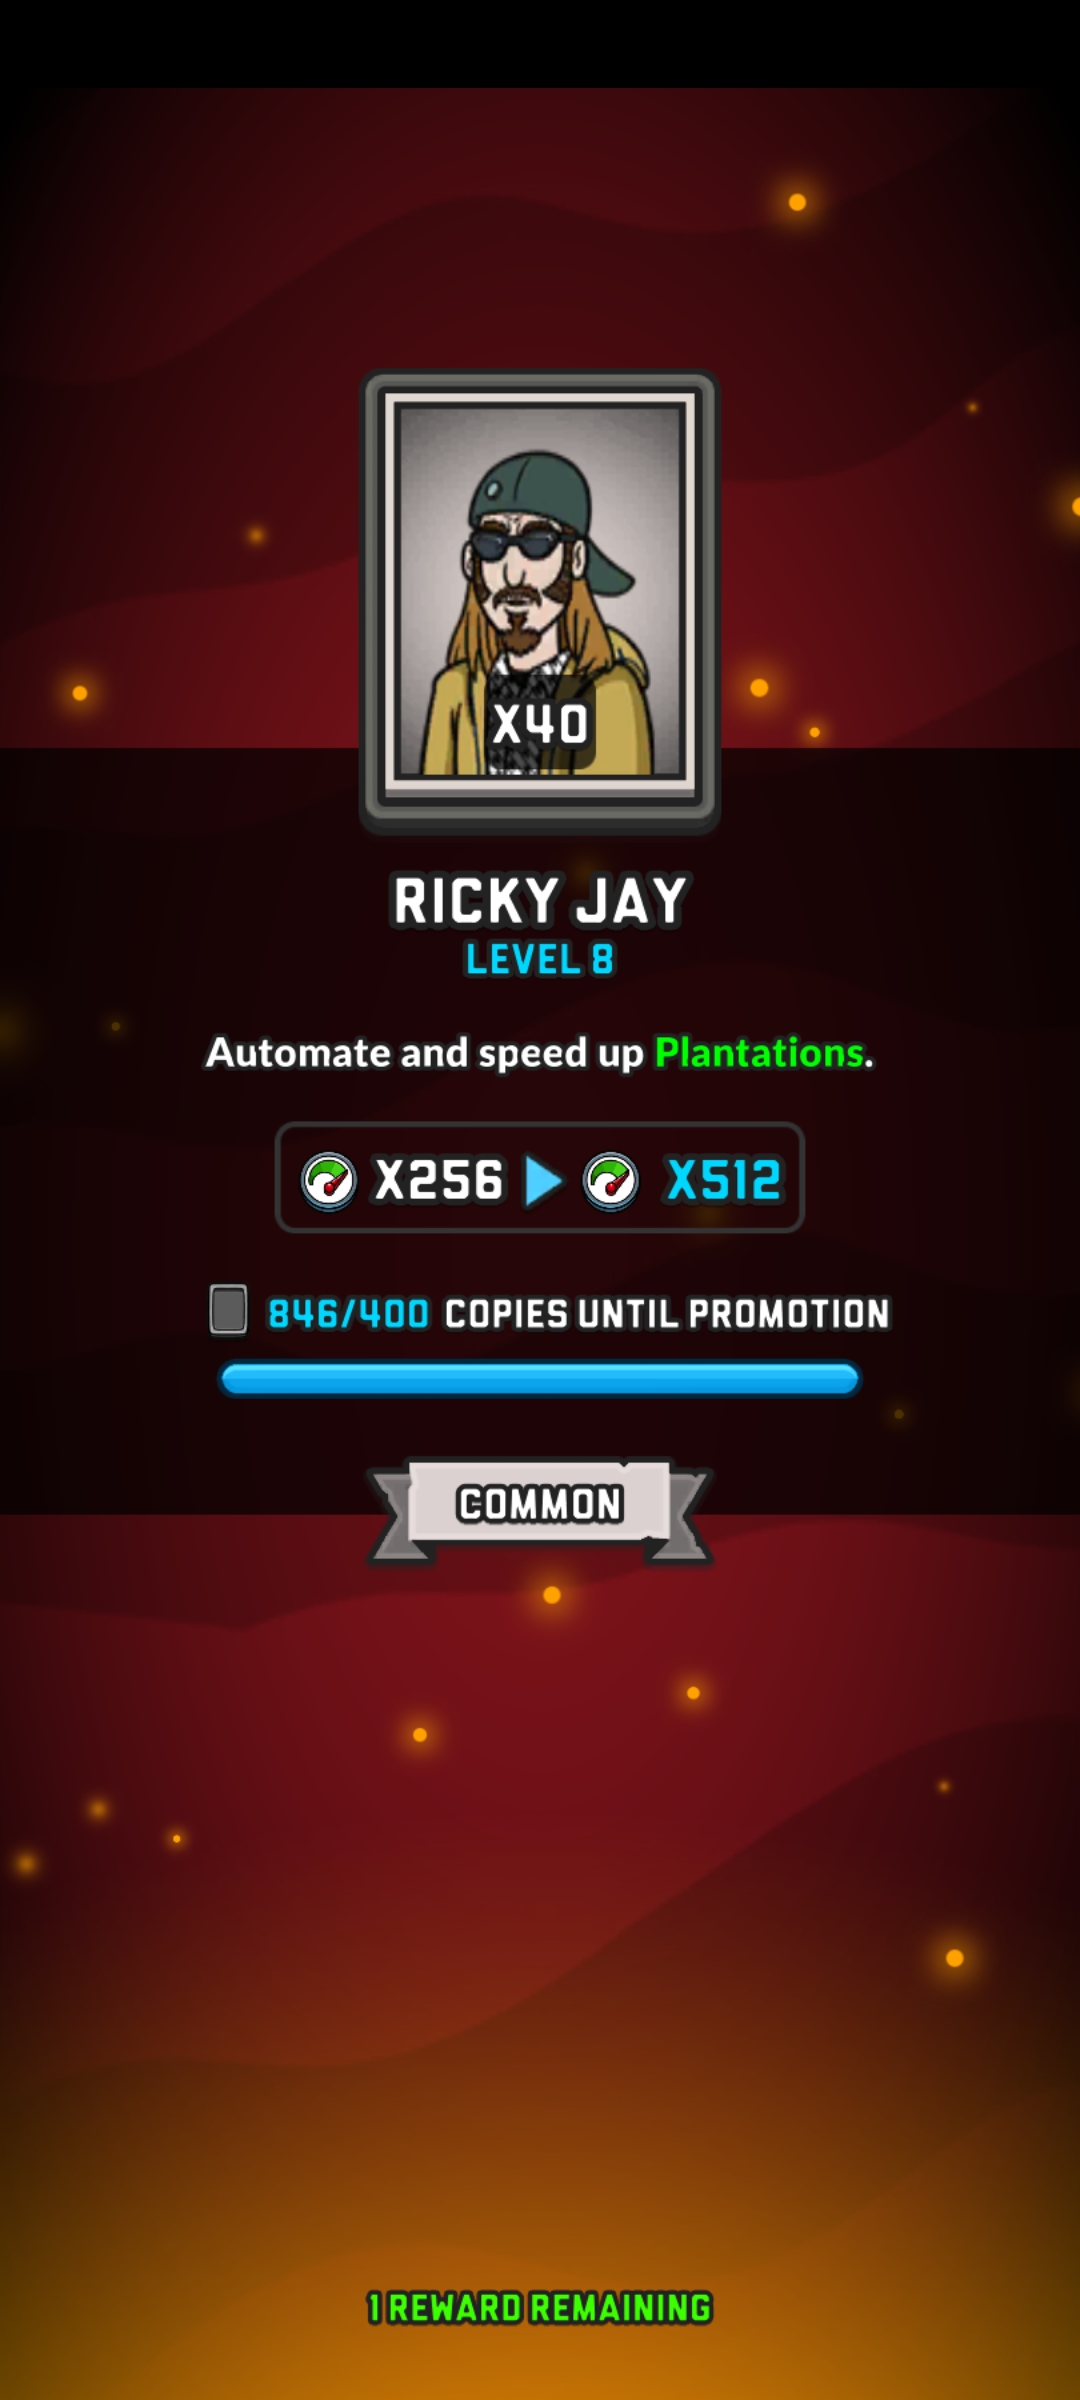 X40
RICKY JAY
LEVEL 8
Automate and speed up Plantations.
X256 X512
846/400 COPIES UNTIL PROMOTION
COMMON
1 REWARD REMAINING